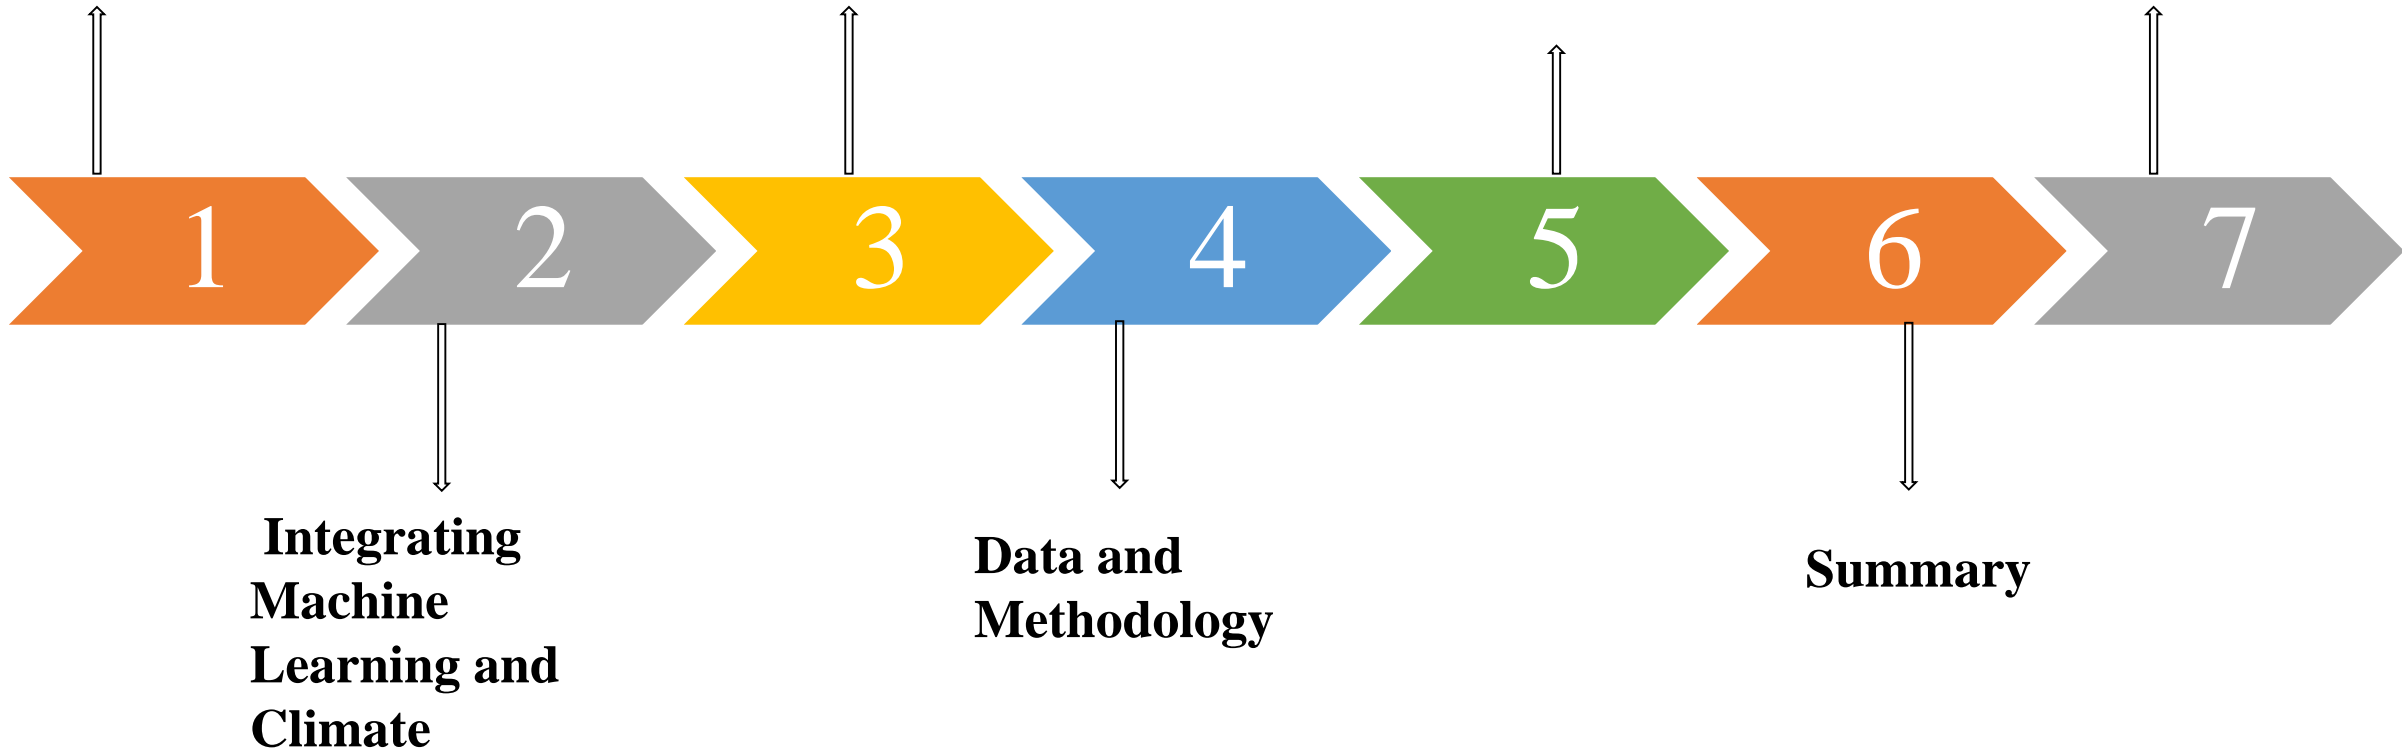 1 2 3 4 5 6 7
Integrating
Machine
Learning and
Climate
Data and
Methodology
Summary